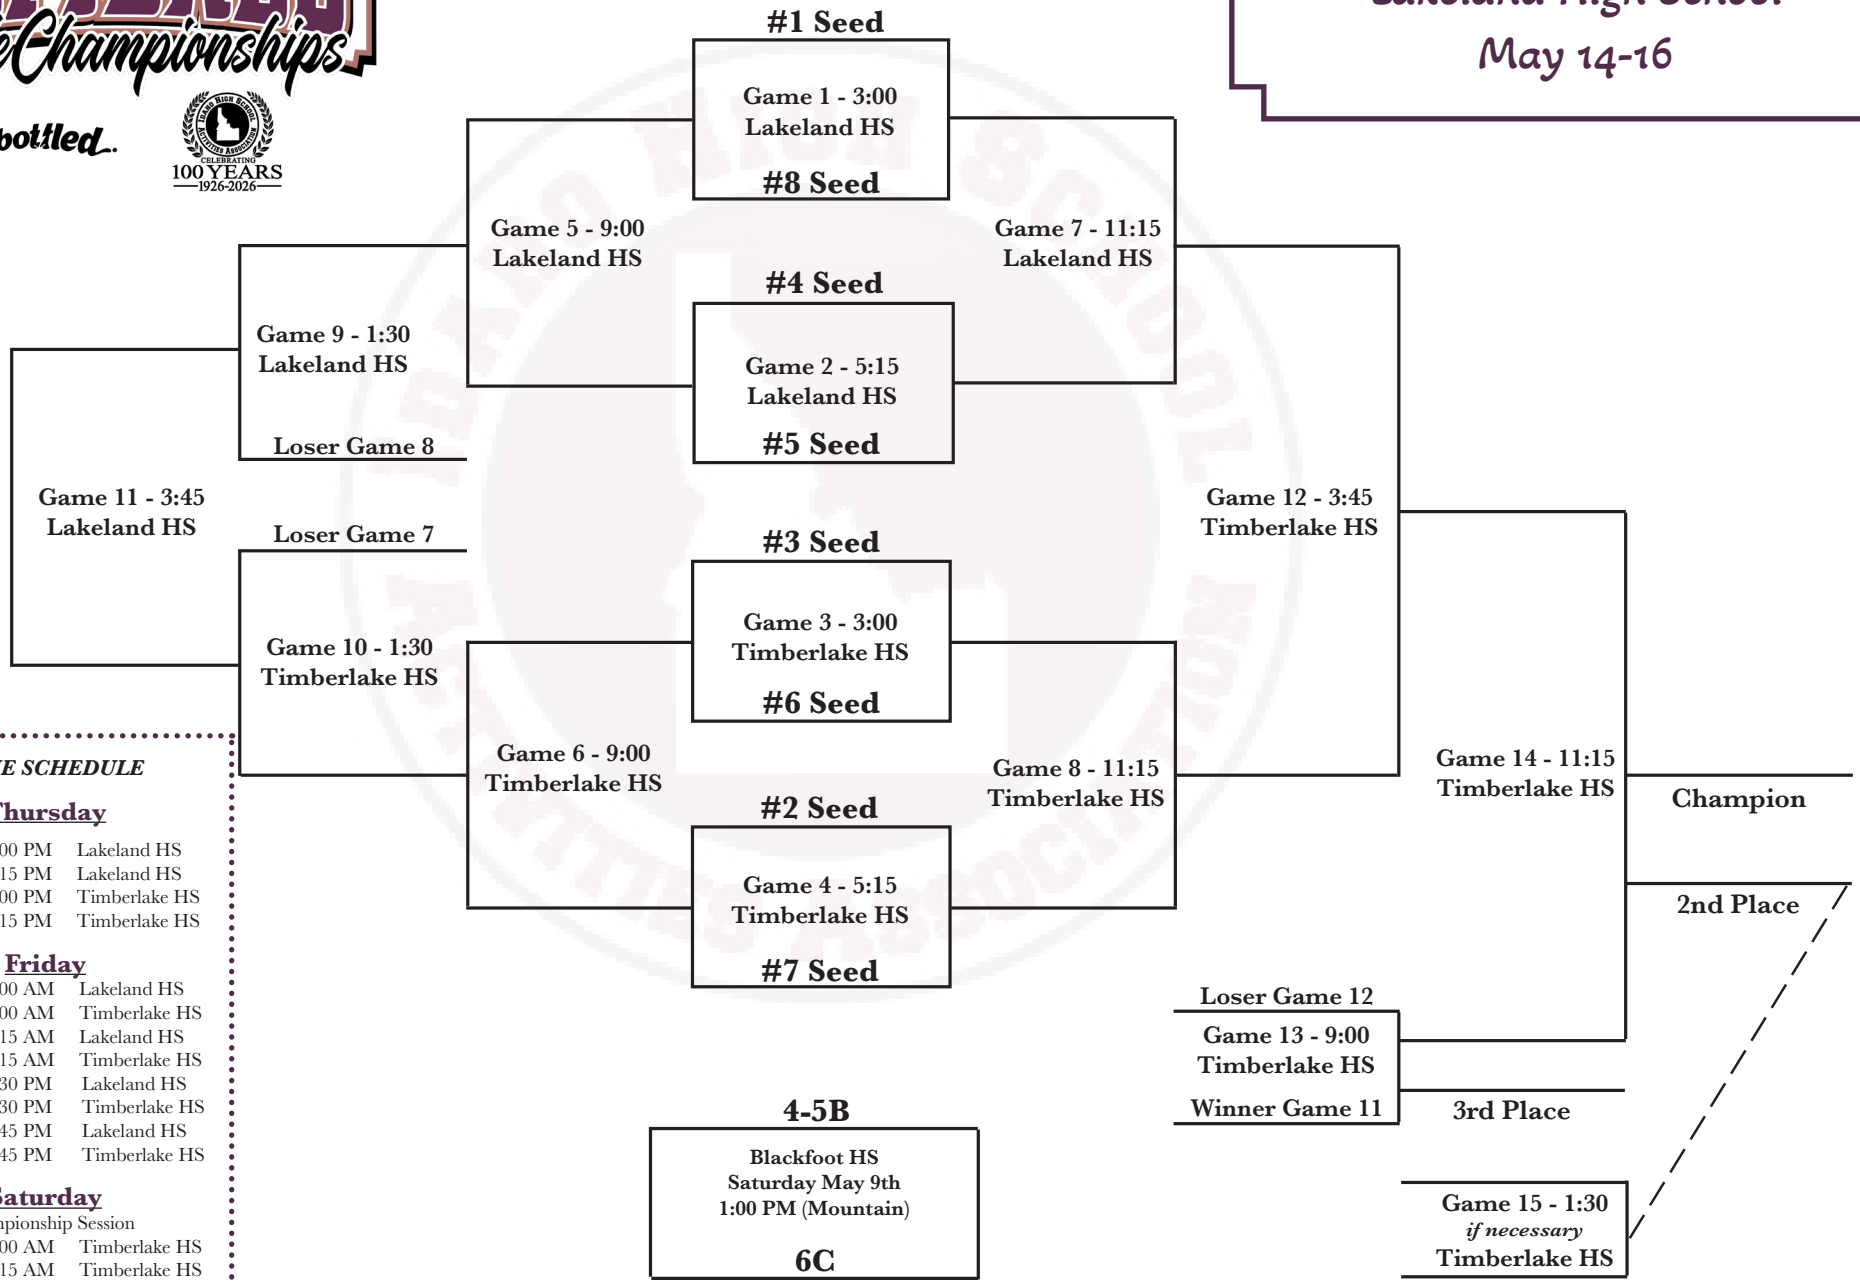 Championships
bottled.
IDAHO HIGH SCHOOL
ACTIVITIES ASSOCIATION
CELEBRATING
100 YEARS
1926-2026
Lakeland High School
May 14-16
#1 Seed
Game 1 - 3:00
Lakeland HS
#8 Seed
Game 5 - 9:00
Lakeland HS
Game 7 - 11:15
Lakeland HS
#4 Seed
Game 2 - 5:15
Lakeland HS
#5 Seed
Game 9 - 1:30
Lakeland HS
Loser Game 8
Game 11 - 3:45
Lakeland HS
Loser Game 7
Game 12 - 3:45
Timberlake HS
#3 Seed
Game 3 - 3:00
Timberlake HS
#6 Seed
Game 10 - 1:30
Timberlake HS
Game 6 - 9:00
Timberlake HS
Game 8 - 11:15
Timberlake HS
#2 Seed
Game 4 - 5:15
Timberlake HS
#7 Seed
Game 14 - 11:15
Timberlake HS
Champion
2nd Place
Loser Game 12
Game 13 - 9:00
Timberlake HS
Winner Game 11
3rd Place
Game 15 - 1:30
if necessary
Timberlake HS
4-5B
Blackfoot HS
Saturday May 9th
1:00 PM (Mountain)
6C
E SCHEDULE
Thursday
00 PM Lakeland HS
15 PM Lakeland HS
00 PM Timberlake HS
15 PM Timberlake HS
Friday
00 AM Lakeland HS
00 AM Timberlake HS
15 AM Lakeland HS
15 AM Timberlake HS
30 PM Lakeland HS
30 PM Timberlake HS
45 PM Lakeland HS
45 PM Timberlake HS
Saturday
mpionship Session
00 AM Timberlake HS
15 AM Timberlake HS
IDAHO HIGH SCHOOL
ACTIVITIES ASSOCIATION